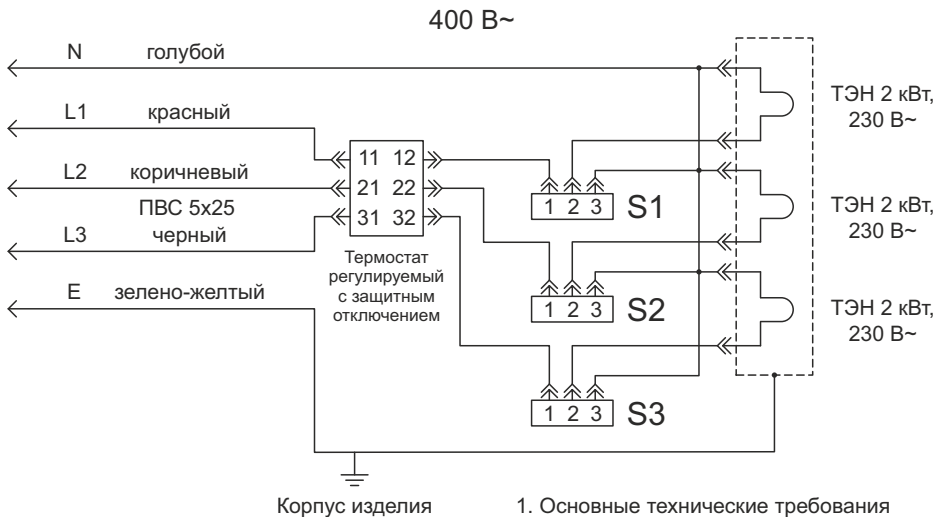 400 В~
N голубой
L1 красный
L2 коричневый
ПВС 5х25
L3 черный
E зелено-желтый
11 12
21 22
31 32
Термостат
регулируемый
с защитным
отключением
1 2 3 S1
1 2 3 S2
1 2 3 S3
ТЭН 2 кВт,
230 В~
ТЭН 2 кВт,
230 В~
ТЭН 2 кВт,
230 В~
Корпус изделия
1. Основные технические требования